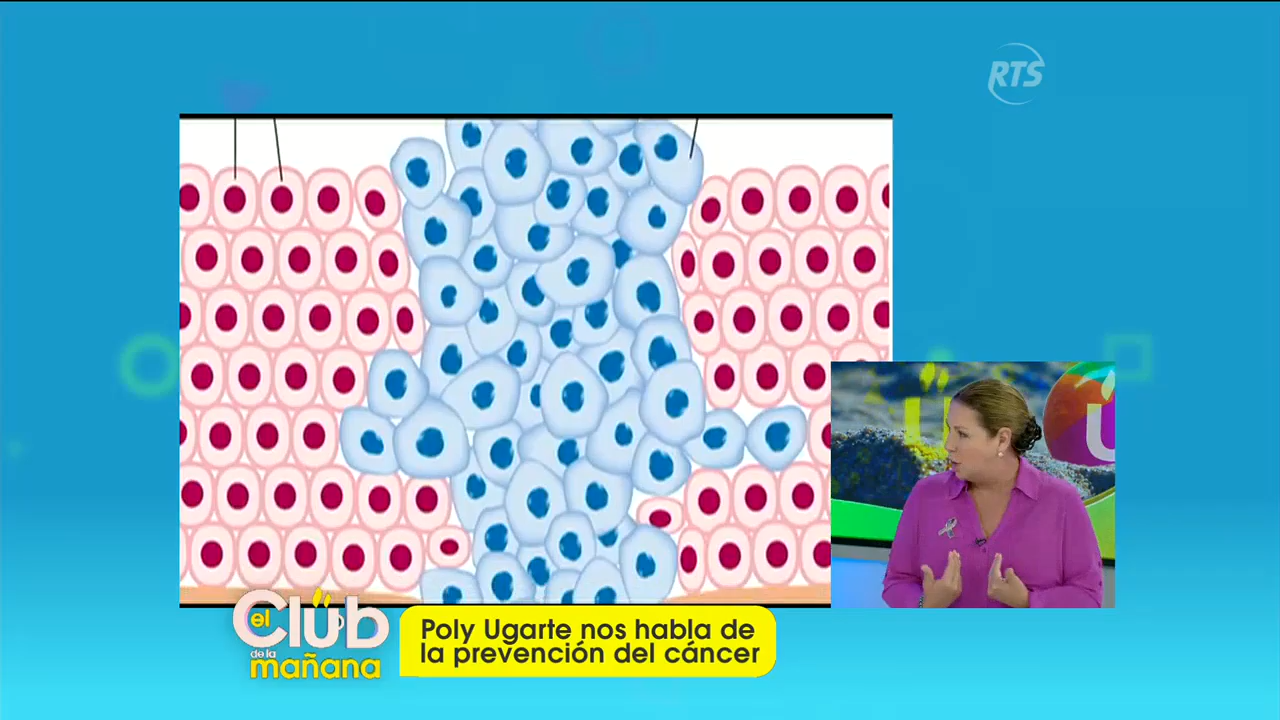 RTS
el Club
de la
mañana
Poly Ugarte nos habla de
la prevención del cáncer